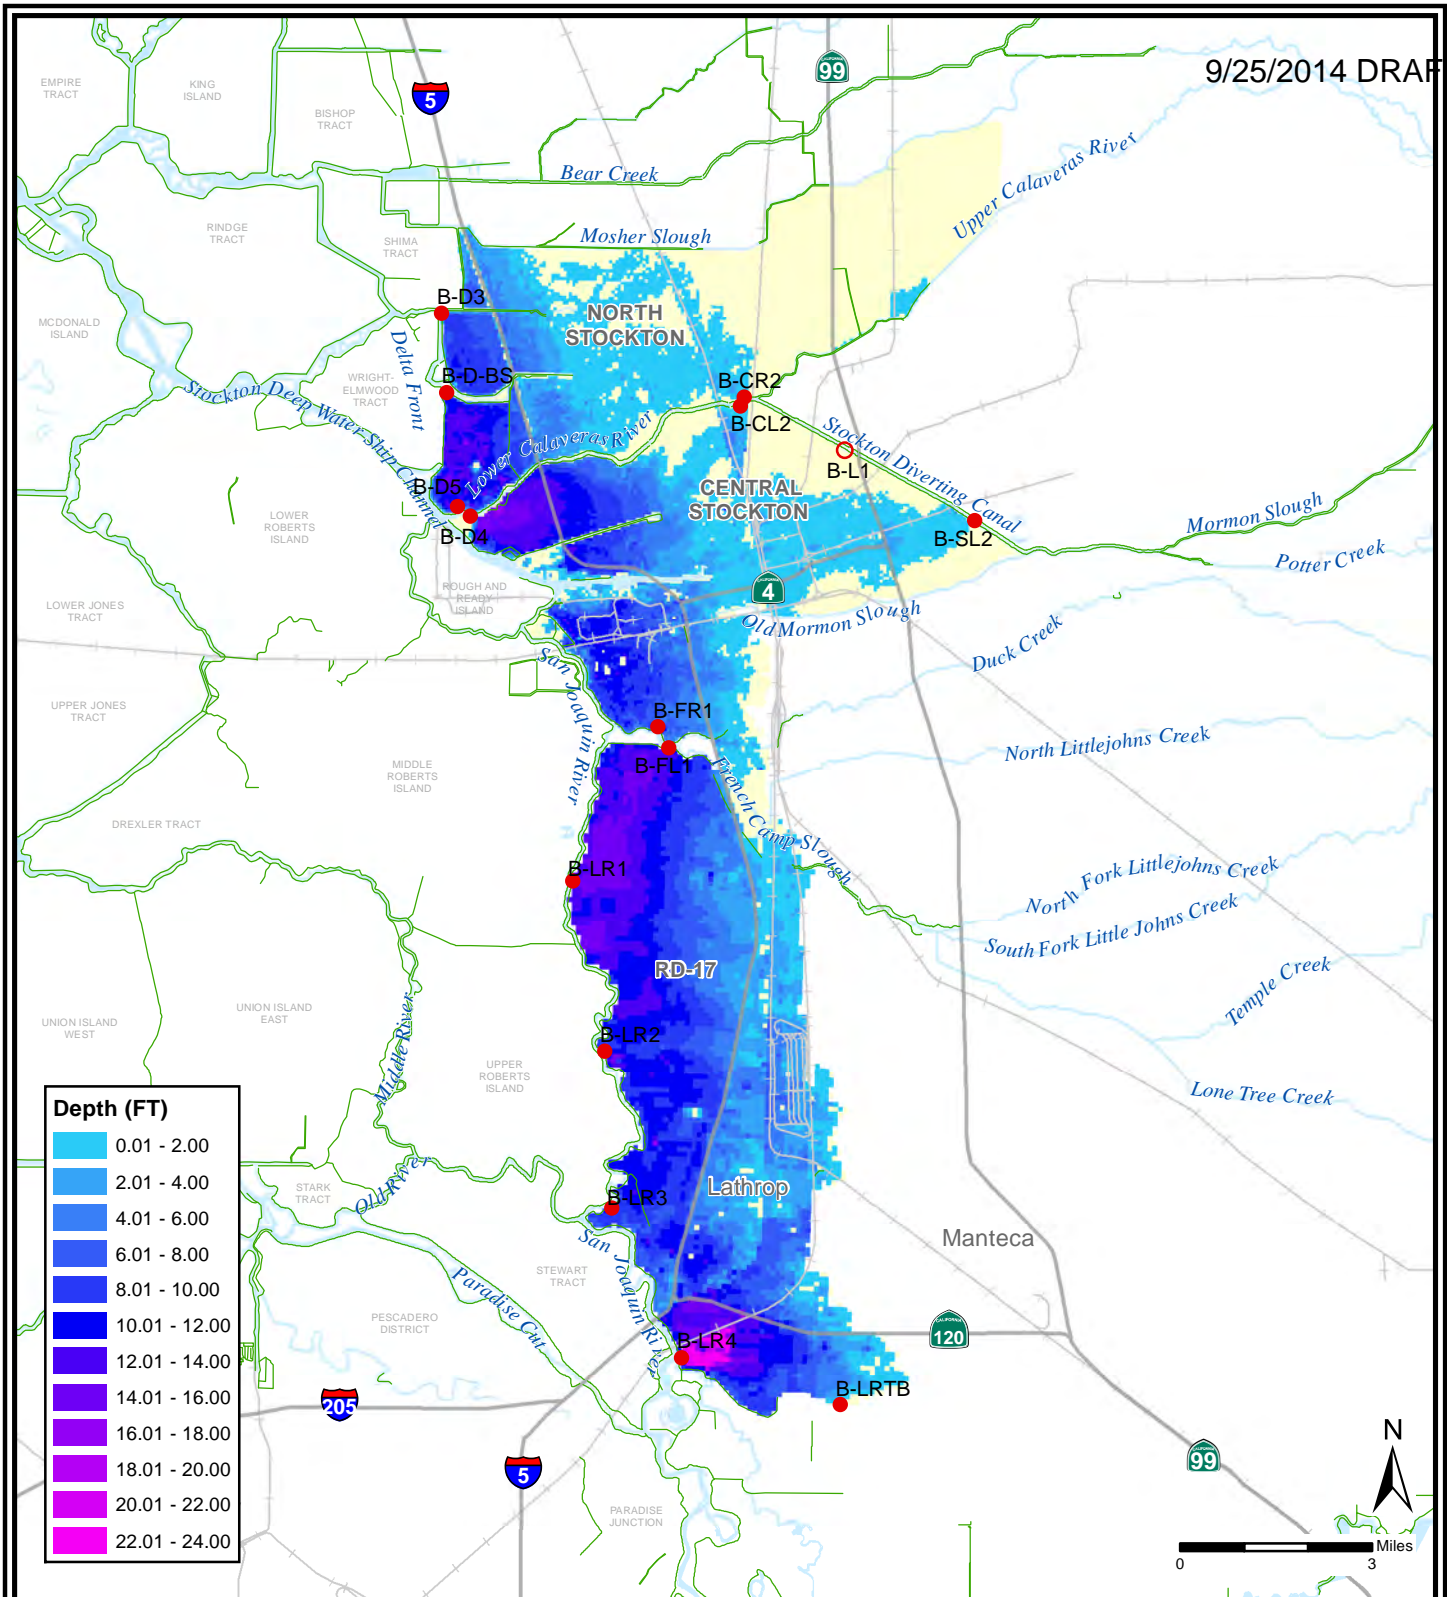 9/25/2014 DRAF
EMPIRE
TRACT
KING
ISLAND
BISHOP
TRACT
5
CALIFORNIA
99
Bear Creek
Upper Calaveras River
RINDGE
TRACT
SHIMA
TRACT
Mosher Slough
B-D3
NORTH
STOCKTON
MCDONALD
ISLAND
Delta Front
WRIGHT-
ELMWOOD
TRACT
B-D-BS
B-CR2
B-CL2
Stockton Deep Water Ship Channel
Lower Calaveras River
Stockton Diverting Canal
B-L1
B-D5
CENTRAL
STOCKTON
B-D4
B-SL2
Mormon Slough
LOWER
ROBERTS
ISLAND
Potter Creek
ROUGH AND
READY
ISLAND
CALIFORNIA
4
LOWER JONES
TRACT
Old Mormon Slough
Duck Creek
San Joaquin River
UPPER JONES
TRACT
B-FR1
North Littlejohns Creek
B-FL1
MIDDLE
ROBERTS
ISLAND
French Camp Slough
DREXLER TRACT
B-LR1
North Fork Littlejohns Creek
South Fork Little Johns Creek
RD-17
Temple Creek
UNION ISLAND
EAST
UNION ISLAND
WEST
Middle River
B-LR2
UPPER
ROBERTS
ISLAND
Lone Tree Creek
Depth (FT)
0.01 - 2.00
2.01 - 4.00
4.01 - 6.00
6.01 - 8.00
8.01 - 10.00
10.01 - 12.00
12.01 - 14.00
14.01 - 16.00
16.01 - 18.00
18.01 - 20.00
20.01 - 22.00
22.01 - 24.00
STARK
TRACT
Old River
B-LR3
Lathrop
Manteca
San Joaquin River
STEWART
TRACT
Paradise Cut
PESCADERO
DISTRICT
CALIFORNIA
120
B-LR4
B-LRTB
205
5
CALIFORNIA
99
N
PARADISE
JUNCTION
Miles
0 3